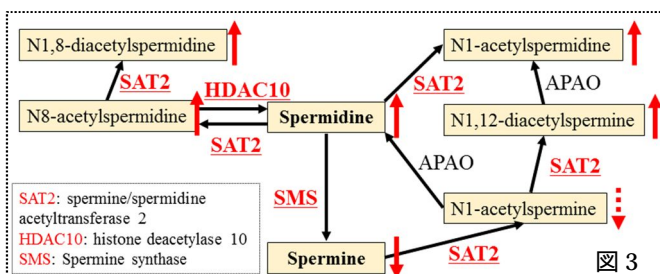 N1,8-diacetylspermidine
N1-acetylspermidine
SAT2
HDAC10
SAT2
APAO
N8-acetylspermidine
Spermidine
N1,12-diacetylspermine
SAT2
APAO
SAT2
SMS
N1-acetylspermine
SAT2: spermine/spermidine
acetyltransferase 2
HDAC10: histone deacetylase 10
SMS: Spermine synthase
Spermine
SAT2
図 3